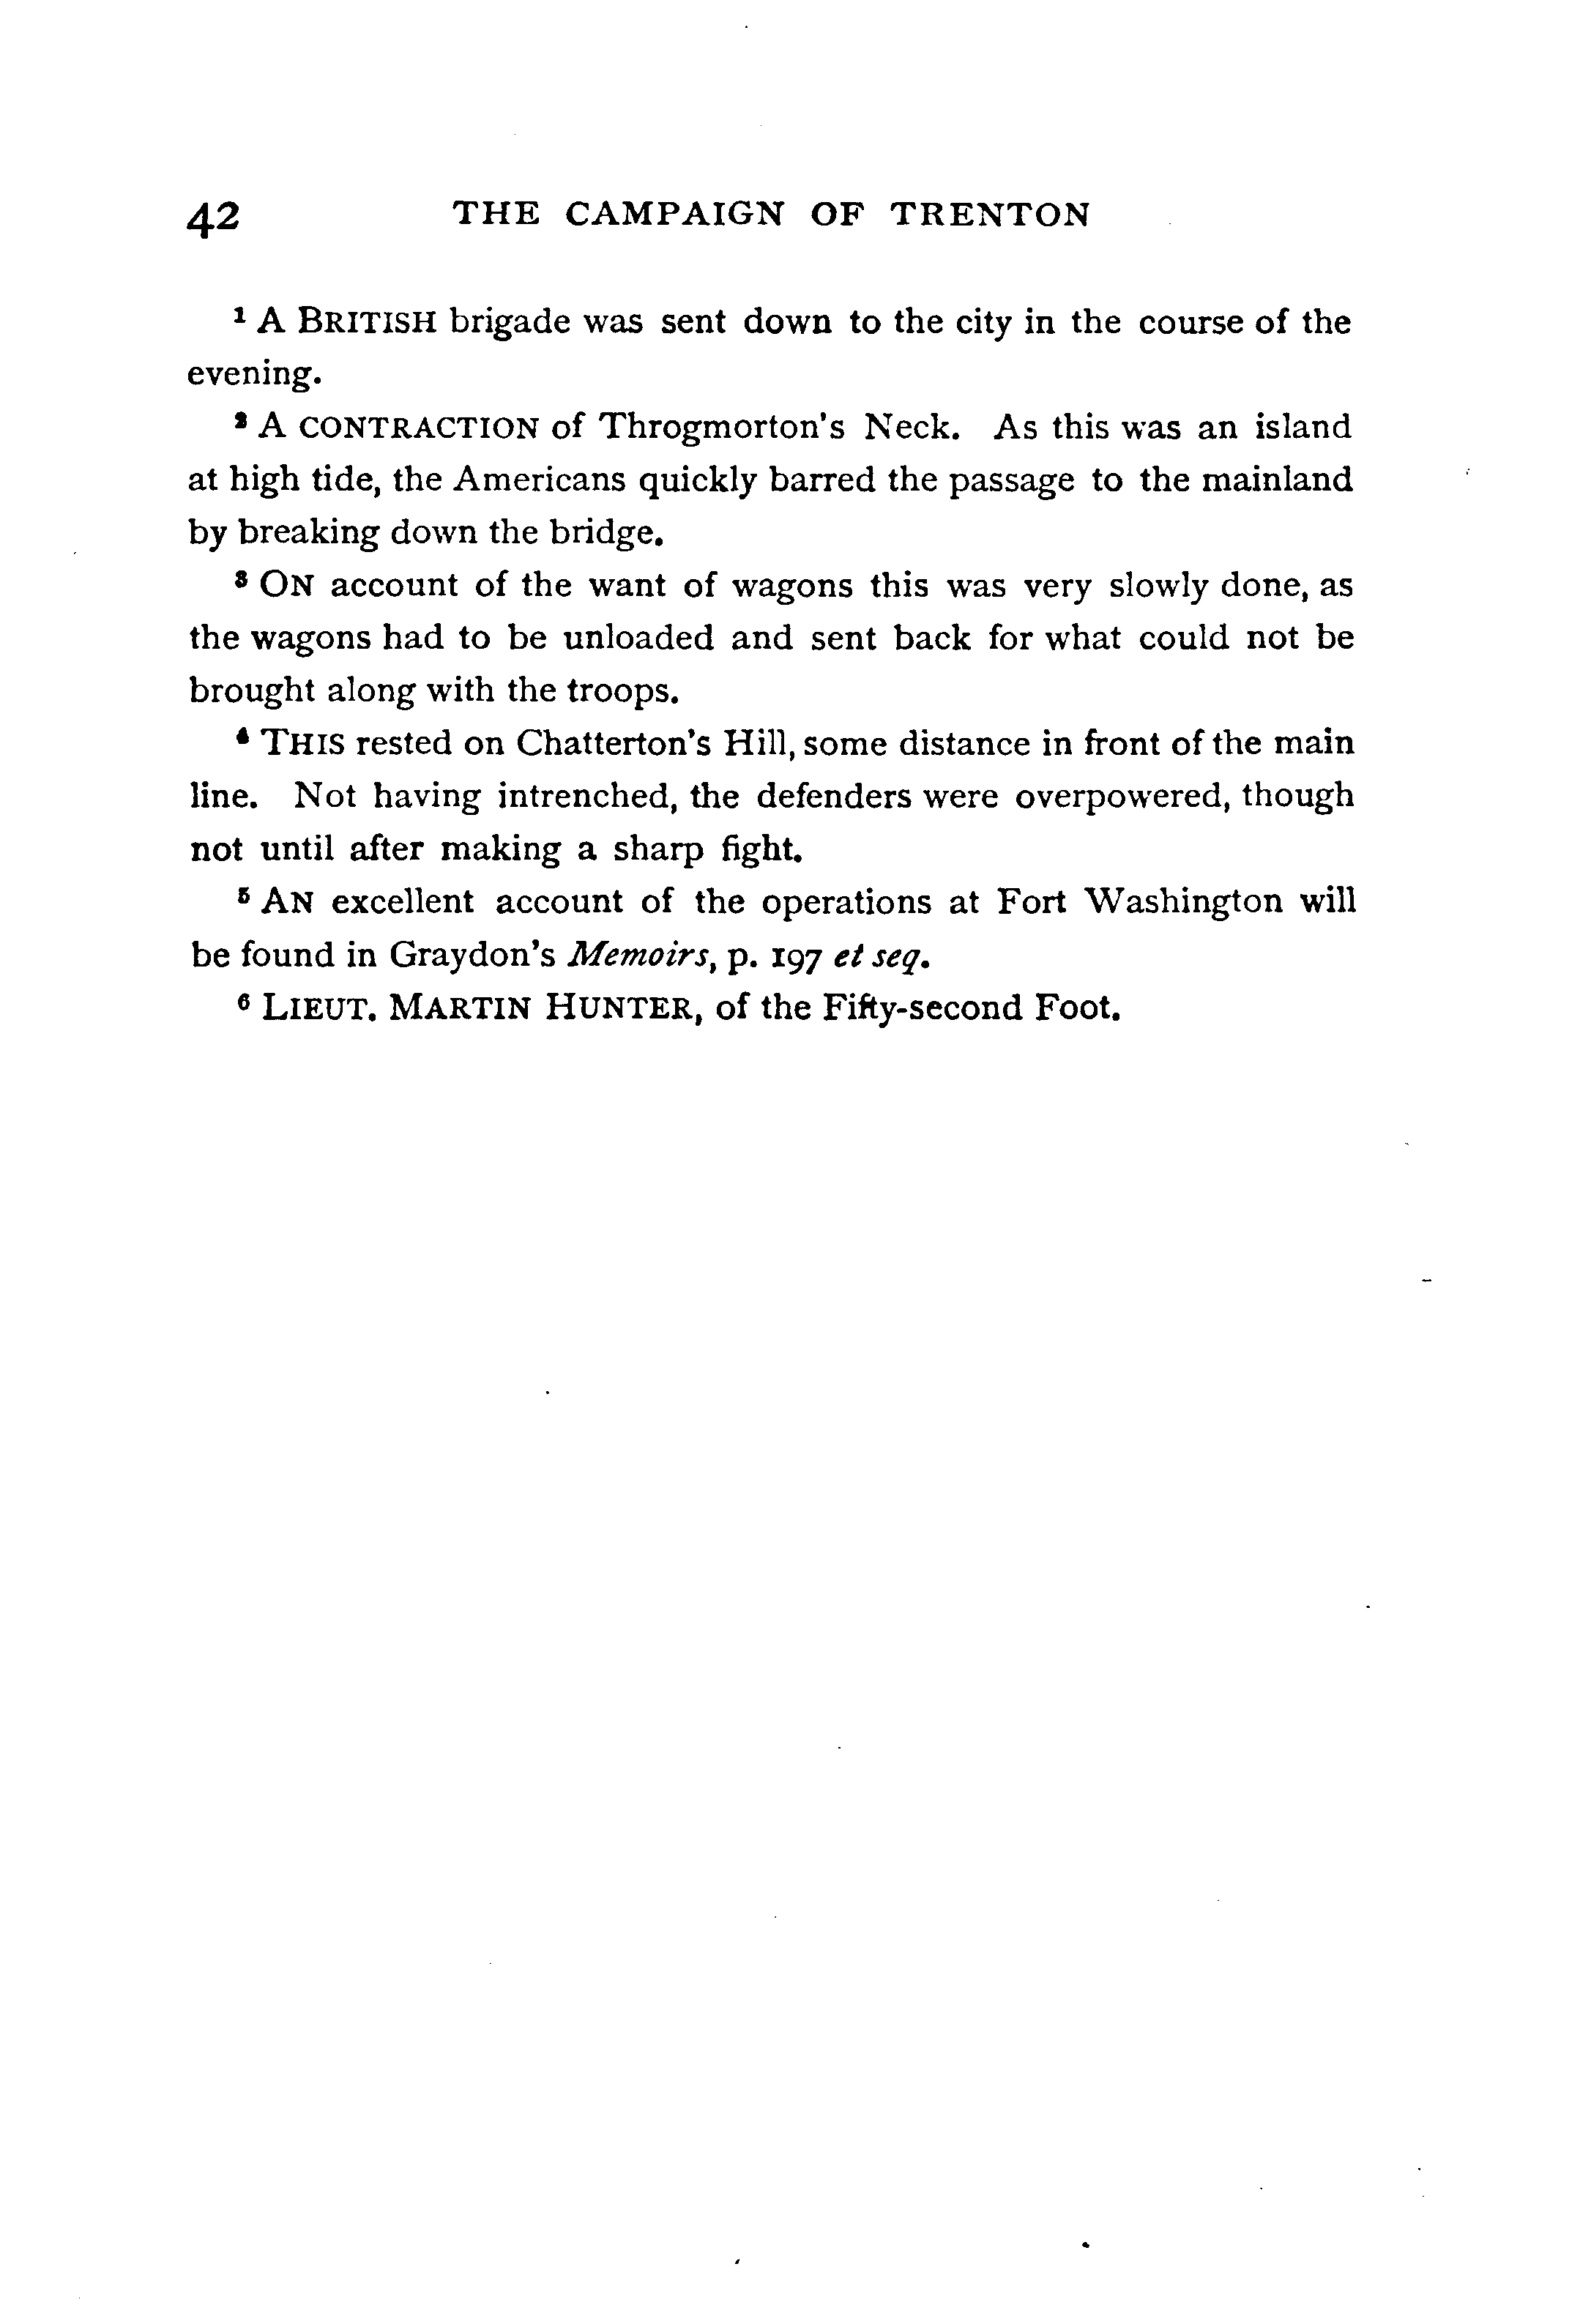 42 THE CAMPAIGN OF TRENTON
¹ A BRITISH brigade was sent down to the city in the course of the
evening.
² A CONTRACTION of Throgmorton's Neck. As this was an island
at high tide, the Americans quickly barred the passage to the mainland
by breaking down the bridge.
³ ON account of the want of wagons this was very slowly done, as
the wagons had to be unloaded and sent back for what could not be
brought along with the troops.
⁴ THIS rested on Chatterton's Hill, some distance in front of the main
line. Not having intrenched, the defenders were overpowered, though
not until after making a sharp fight.
⁵ AN excellent account of the operations at Fort Washington will
be found in Graydon's Memoirs, p. 197 et seq.
⁶ LIEUT. MARTIN HUNTER, of the Fifty-second Foot.